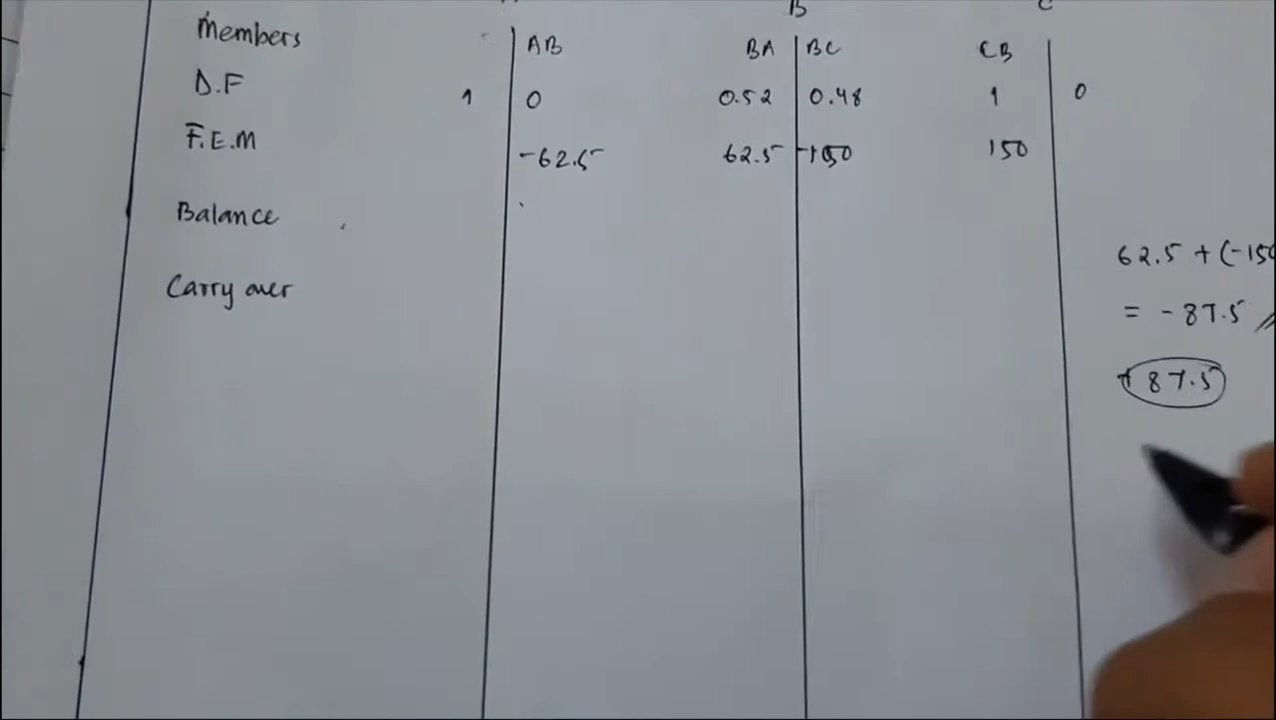 B C
Members AB BA BC CB
D.F 1 0 0.52 0.48 1 0
F.E.M -62.5 62.5 -150 150
Balance
62.5 + (-150
Carry over
= -87.5
+ 87.5